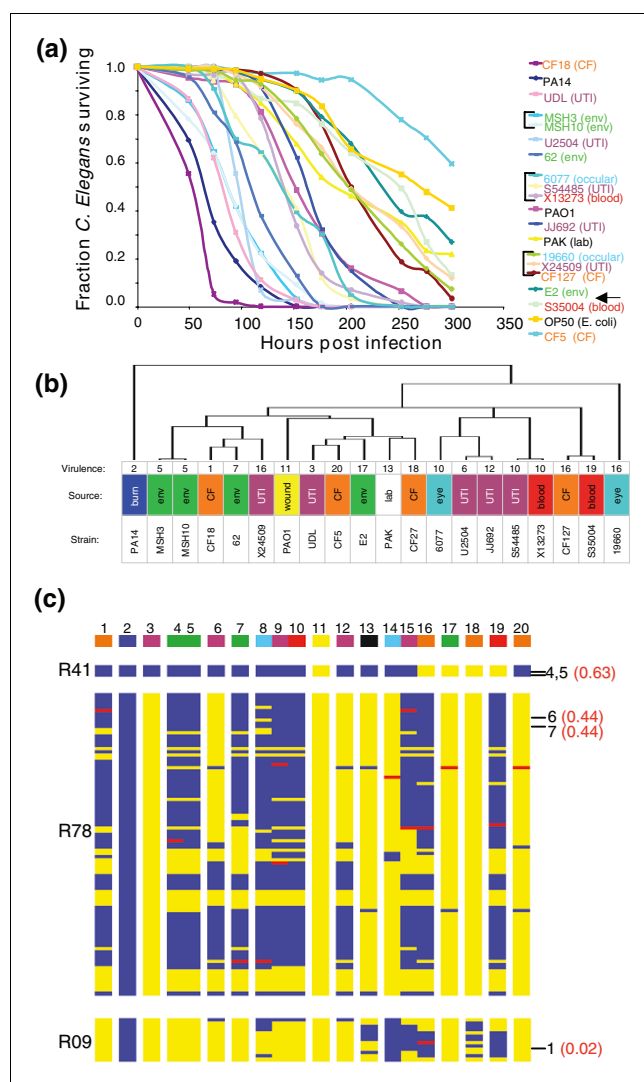 (a)
Fraction C. Elegans surviving
1.0
0.8
0.6
0.4
0.2
0.0
0 50 100 150 200 250 300 350
Hours post infection
CF18 (CF)
PA14
UDL (UTI)
MSH3 (env)
MSH10 (env)
U2504 (UTI)
62 (env)
6077 (occular)
S54485 (UTI)
X13273 (blood)
PAO1
JJ692 (UTI)
PAK (lab)
19660 (occular)
X24509 (UTI)
CF127 (CF)
E2 (env)
S35004 (blood)
OP50 (E. coli)
CF5 (CF)
(b)
Virulence: 2 5 5 1 7 16 11 3 20 17 13 18 10 6 12 10 10 16 19 16
Source: burn env env CF env UTI wound UTI CF env lab CF eye UTI UTI UTI blood CF blood eye
Strain: PA14 MSH3 MSH10 CF18 62 X24509 PAO1 UDL CF5 E2 PAK CF27 6077 U2504 JJ692 S54485 X13273 CF127 S35004 19660
(c)
1 2 3 4 5 6 7 8 9 10 11 12 13 14 15 16 17 18 19 20
R41 4,5 (0.63)
6 (0.44)
7 (0.44)
R78
R09 1 (0.02)